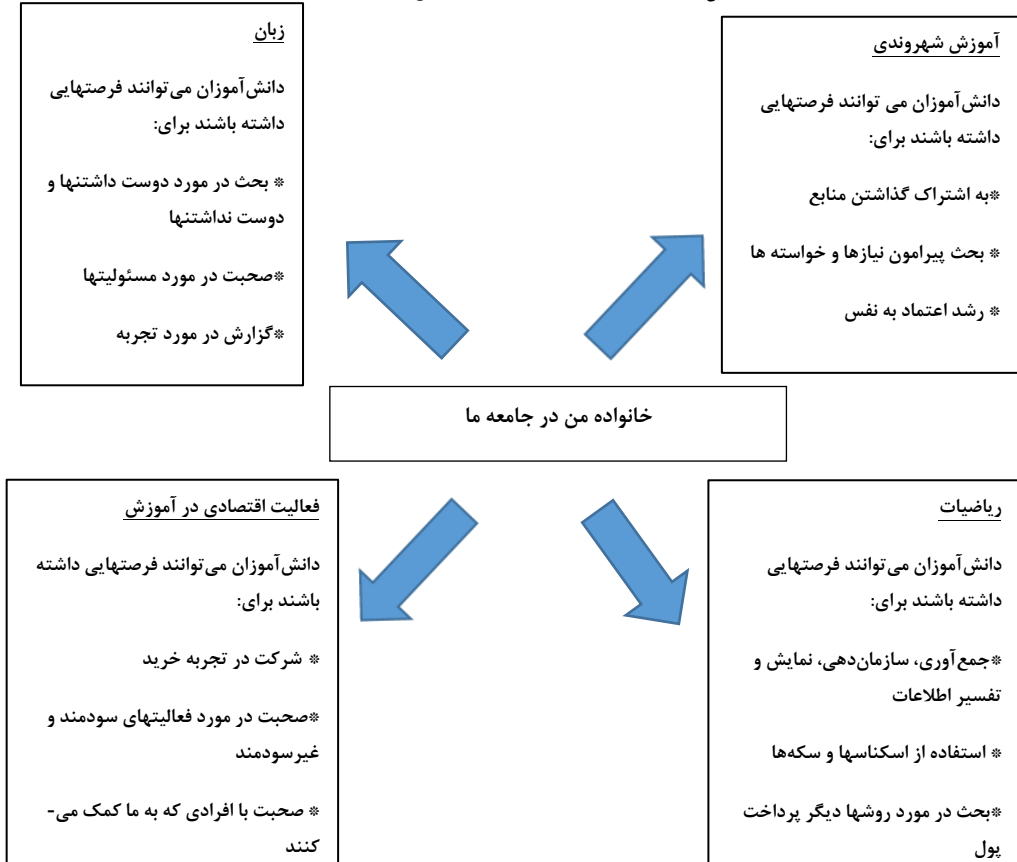 آموزش شهروندی
دانش‌آموزان می توانند فرصتهایی
داشته باشند برای:
*به اشتراک گذاشتن منابع
* بحث پیرامون نیازها و خواسته ها
* رشد اعتماد به نفس
زبان
دانش‌آموزان می‌توانند فرصتهایی
داشته باشند برای:
* بحث در مورد دوست داشتنها و
دوست نداشتنها
*صحبت در مورد مسئولیتها
*گزارش در مورد تجربه
خانواده من در جامعه ما
ریاضیات
دانش‌آموزان می‌توانند فرصتهایی
داشته باشند برای:
*جمع‌آوری، سازمان‌دهی، نمایش و
تفسیر اطلاعات
* استفاده از اسکناسها و سکه‌ها
*بحث در مورد روشها دیگر پرداخت
پول
فعالیت اقتصادی در آموزش
دانش‌آموزان می‌توانند فرصتهایی داشته
باشند برای:
* شرکت در تجربه خرید
*صحبت در مورد فعالیتهای سودمند و
غیرسودمند
* صحبت با افرادی که به ما کمک می-
کنند